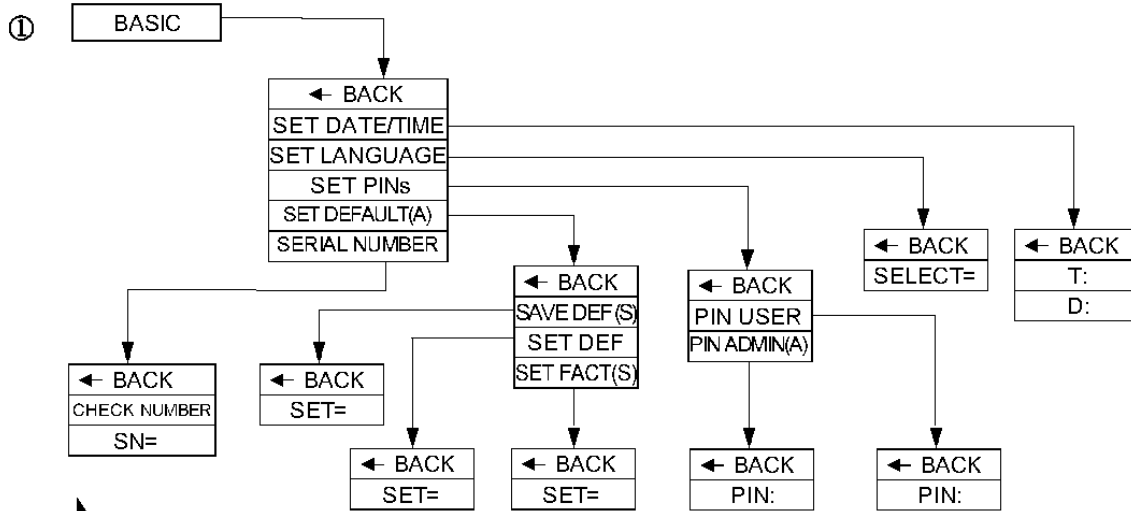 ①
BASIC
← BACK
SET DATE/TIME
SET LANGUAGE
SET PINs
SET DEFAULT(A)
SERIAL NUMBER
← BACK
SELECT=
← BACK
T:
D:
← BACK
SAVE DEF(S)
SET DEF
SET FACT(S)
← BACK
PIN USER
PIN ADMIN(A)
← BACK
CHECK NUMBER
SN=
← BACK
SET=
← BACK
SET=
← BACK
SET=
← BACK
PIN:
← BACK
PIN: